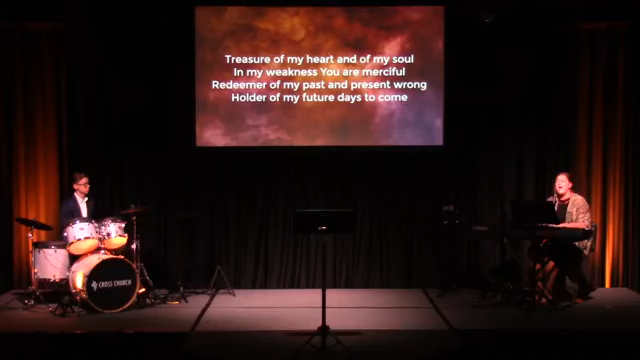 Treasure of my heart and of my soul
In my weakness You are merciful
Redeemer of my past and present wrong
Holder of my future days to come
CROSS CHURCH